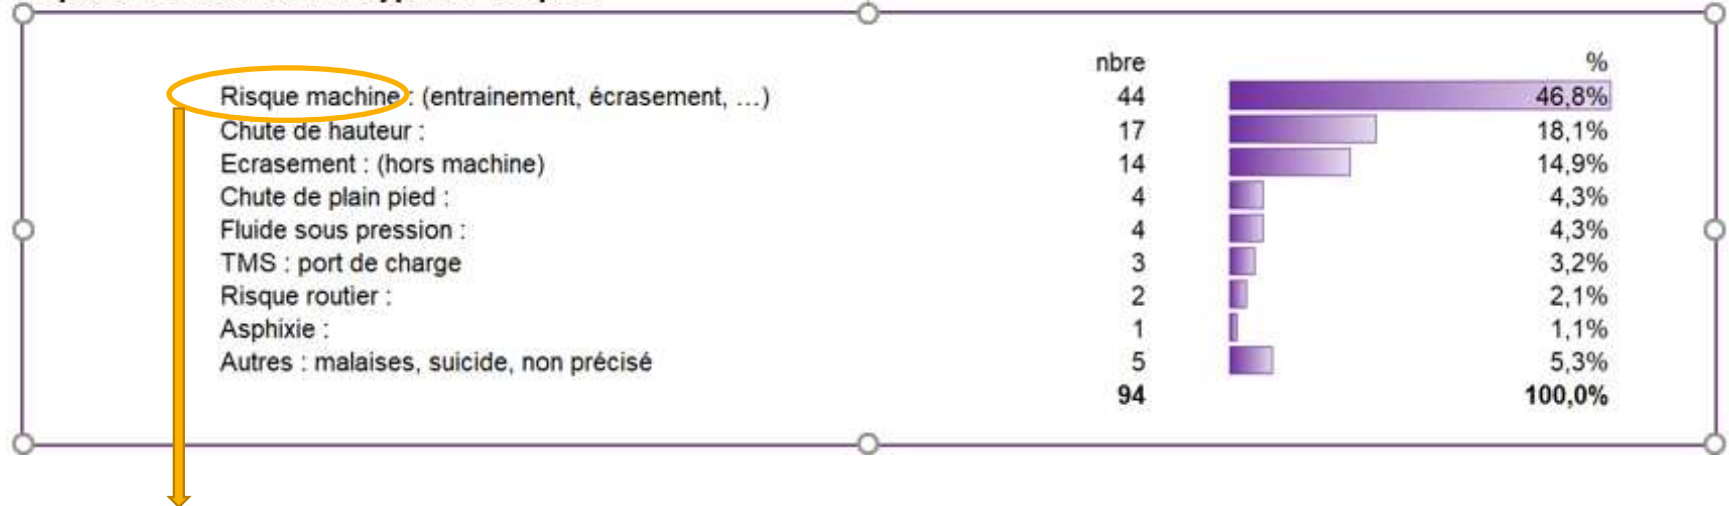 nbre %
Risque machine : (entrainement, écrasement, …) 44 46,8%
Chute de hauteur : 17 18,1%
Ecrasement : (hors machine) 14 14,9%
Chute de plain pied : 4 4,3%
Fluide sous pression : 4 4,3%
TMS : port de charge 3 3,2%
Risque routier : 2 2,1%
Asphixie : 1 1,1%
Autres : malaises, suicide, non précisé 5 5,3%
94 100,0%